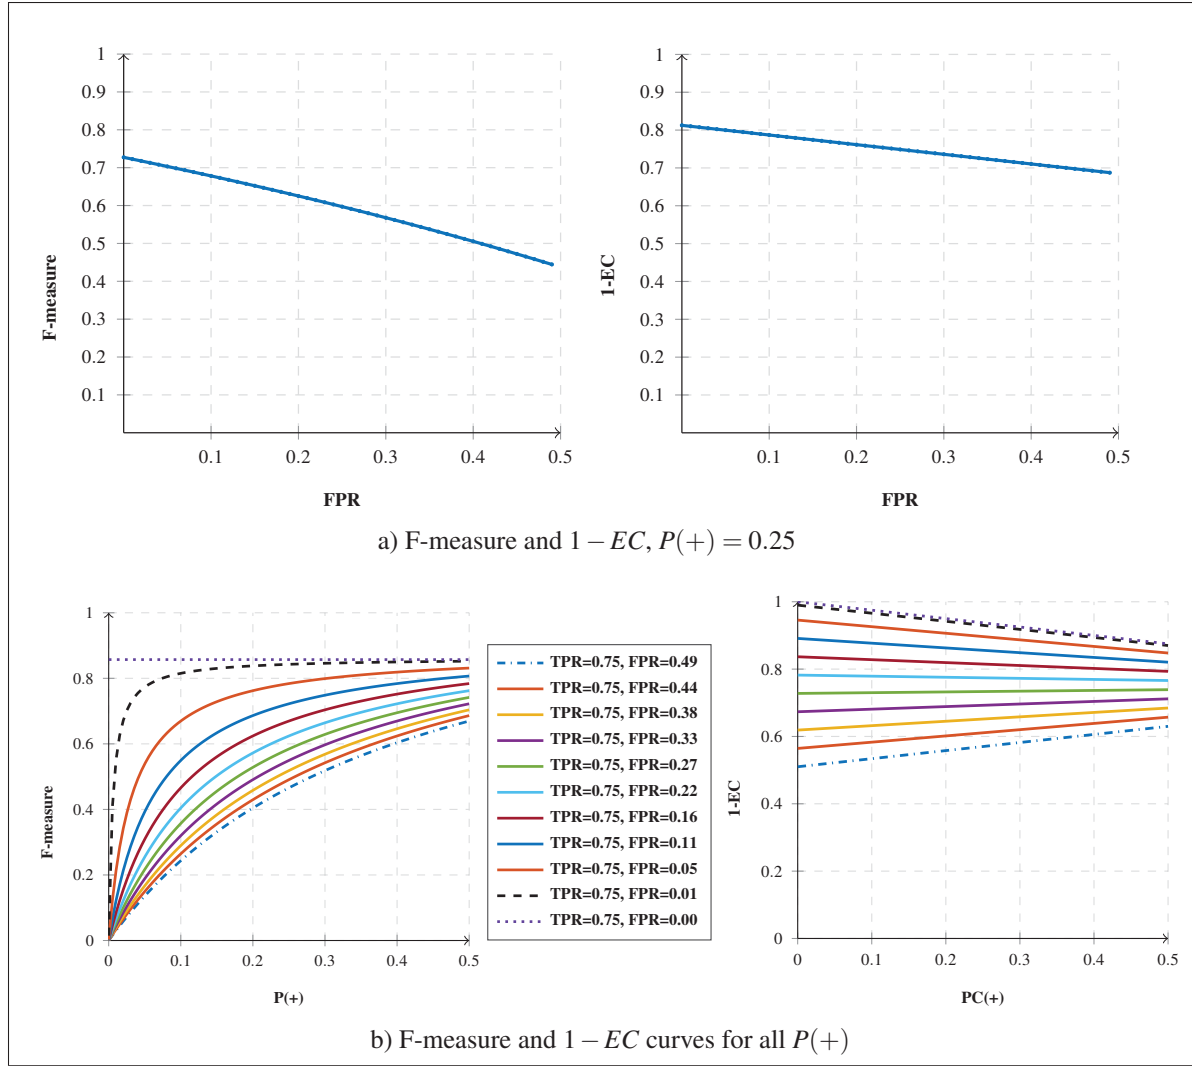 1
0.9
0.8
0.7
0.6
0.5
0.4
0.3
0.2
0.1
0.1 0.2 0.3 0.4 0.5
F-measure
FPR
1
0.9
0.8
0.7
0.6
0.5
0.4
0.3
0.2
0.1
0.1 0.2 0.3 0.4 0.5
1-EC
FPR
a) F-measure and 1 − EC, P(+) = 0.25
1
0.8
0.6
0.4
0.2
0
0 0.1 0.2 0.3 0.4 0.5
F-measure
P(+)
TPR=0.75, FPR=0.49
TPR=0.75, FPR=0.44
TPR=0.75, FPR=0.38
TPR=0.75, FPR=0.33
TPR=0.75, FPR=0.27
TPR=0.75, FPR=0.22
TPR=0.75, FPR=0.16
TPR=0.75, FPR=0.11
TPR=0.75, FPR=0.05
TPR=0.75, FPR=0.01
TPR=0.75, FPR=0.00
1
0.8
0.6
0.4
0.2
0
0 0.1 0.2 0.3 0.4 0.5
1-EC
PC(+)
b) F-measure and 1 − EC curves for all P(+)